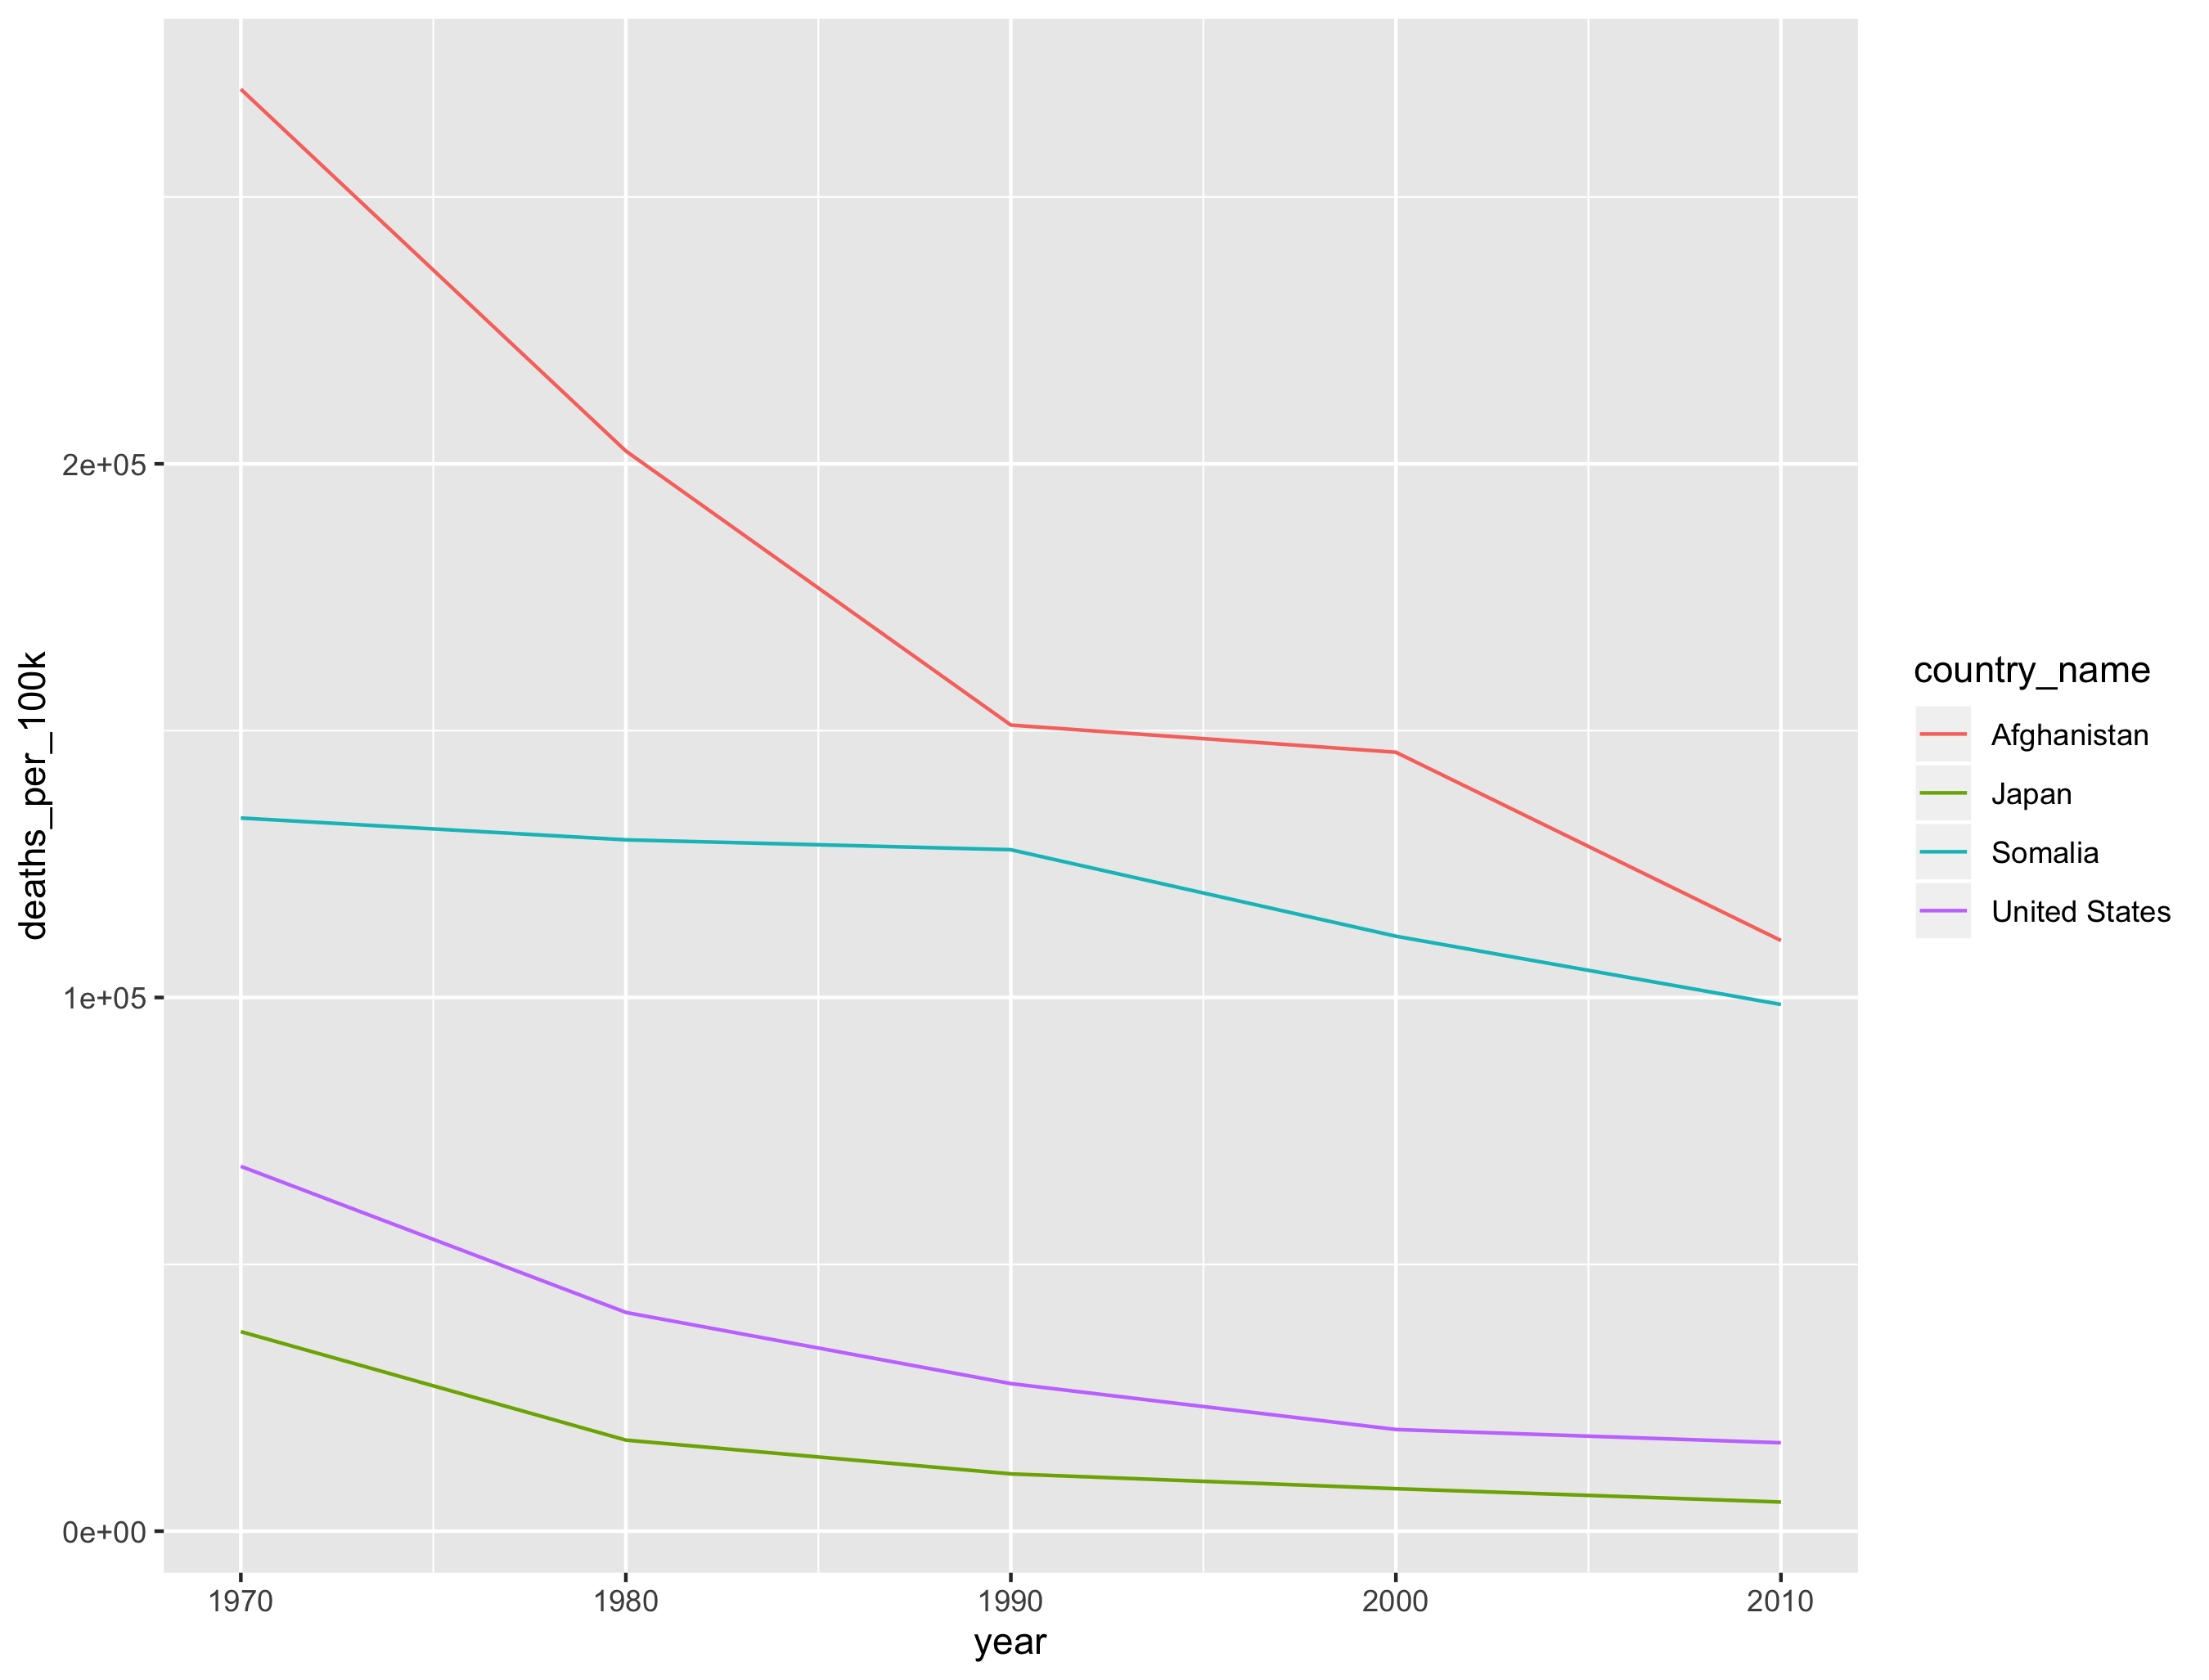 deaths_per_100k
2e+05
1e+05
0e+00
1970 1980 1990 2000 2010
year
country_name
Afghanistan
Japan
Somalia
United States